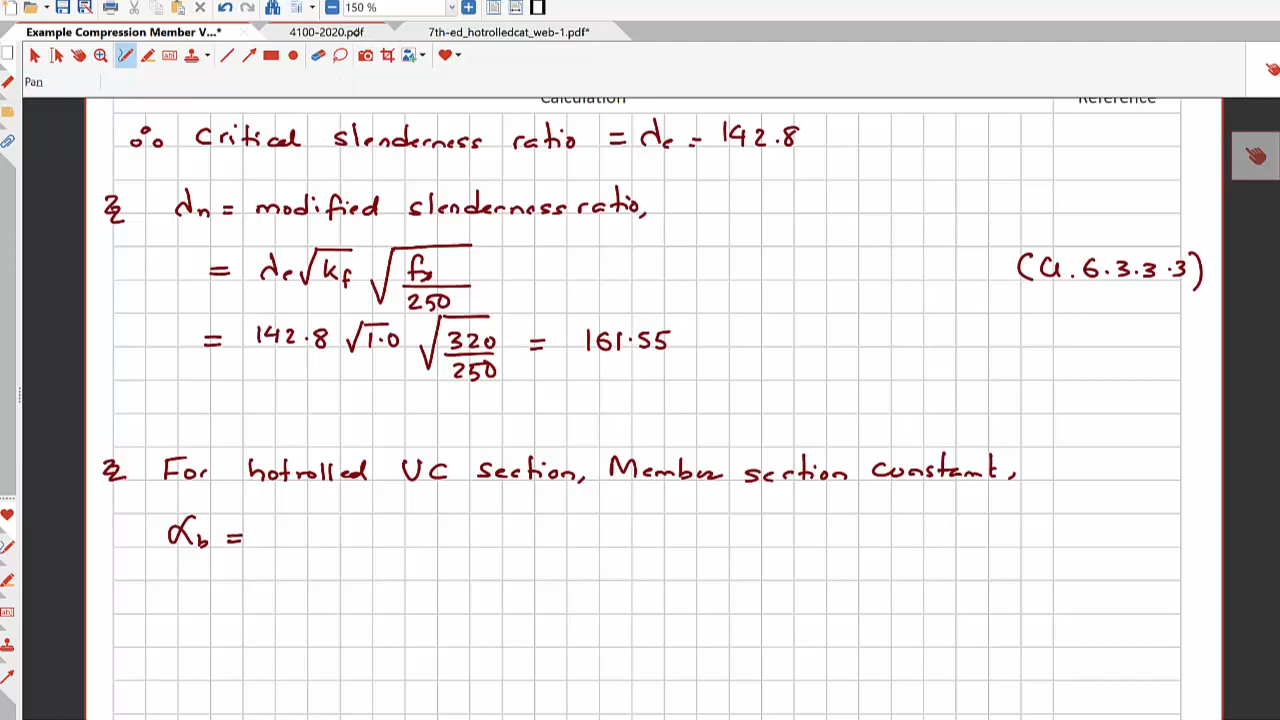 150 %
Example Compression Member V...*
4100-2020.pdf
7th-ed_hotrolledcat_web-1.pdf*
Pan
Calculation
Reference
∴ Critical slenderness ratio = λe = 142.8
& λn = modified slenderness ratio,
= λe √kf √(fy/250) (Cl. 6.3.3.3)
= 142.8 √1.0 √(320/250) = 161.55
& For hotrolled UC section, Member section constant,
αb =